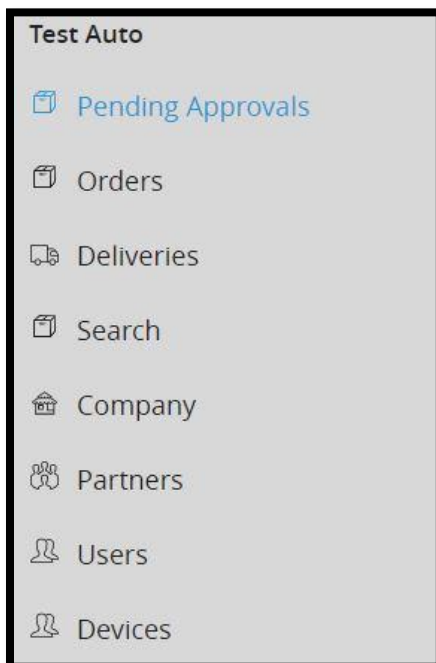 Test Auto
Pending Approvals
Orders
Deliveries
Search
Company
Partners
Users
Devices